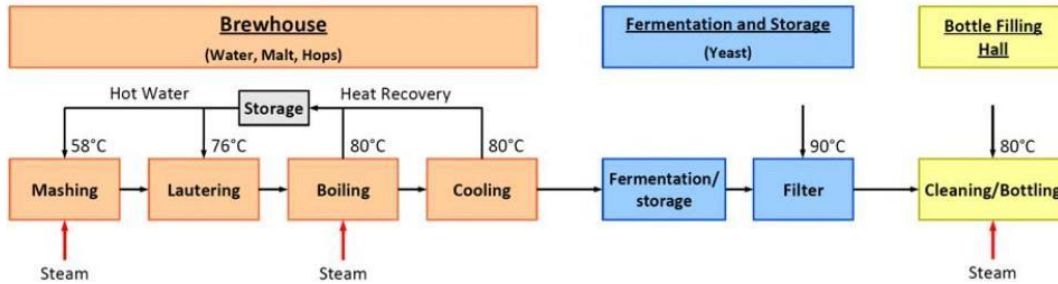 Brewhouse
(Water, Malt, Hops)
Fermentation and Storage
(Yeast)
Bottle Filling
Hall
Hot Water
Storage
Heat Recovery
58°C
76°C
80°C
80°C
90°C
80°C
Mashing
Lautering
Boiling
Cooling
Fermentation/
storage
Filter
Cleaning/Bottling
Steam
Steam
Steam